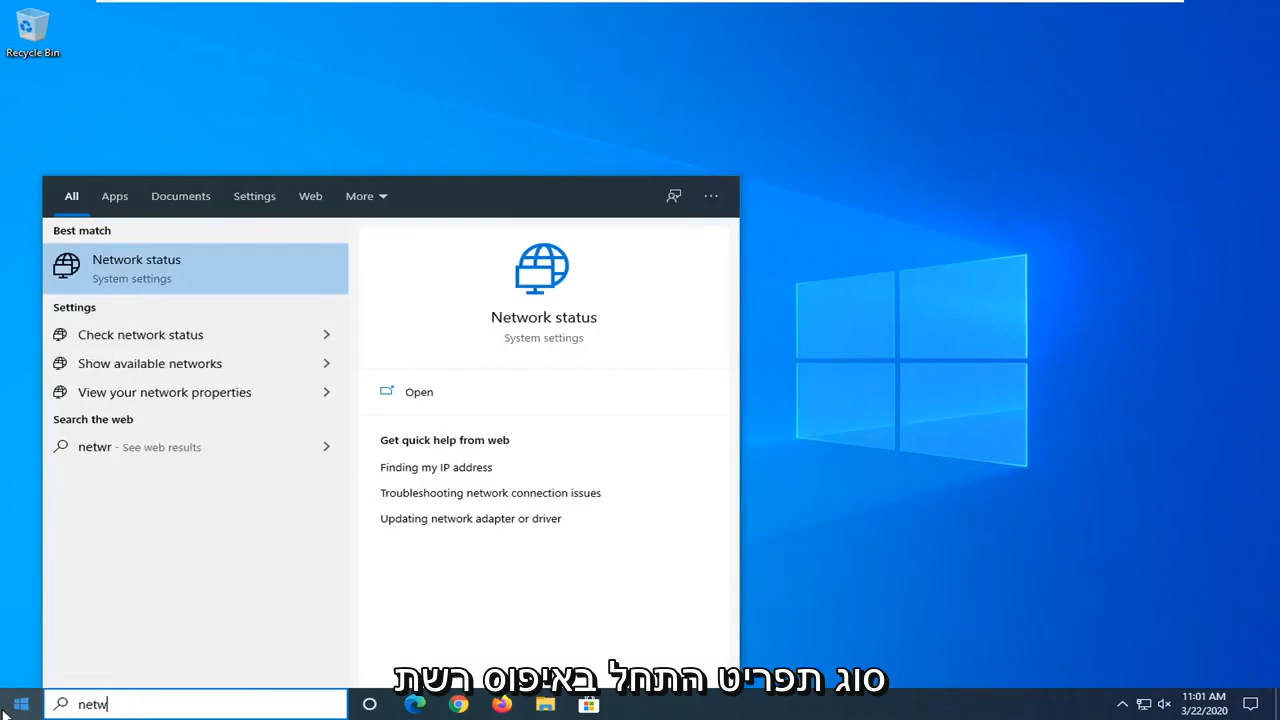 Recycle Bin
All Apps Documents Settings Web More
Best match
Network status
System settings
Settings
Check network status
Show available networks
View your network properties
Search the web
netwr - See web results
Network status
System settings
Open
Get quick help from web
Finding my IP address
Troubleshooting network connection issues
Updating network adapter or driver
סוג תפריט התחל באיפוס רשת
netw
11:01 AM
3/22/2020